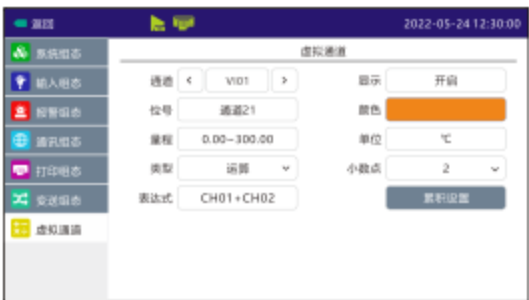 返回 2022-05-24 12:30:00
系统组态
输入组态
报警组态
通讯组态
打印组态
变送组态
虚拟通道
虚拟通道
通道 < VI01 > 显示 开启
位号 通道21 颜色
量程 0.00~300.00 单位 ℃
类型 运算 小数点 2
表达式 CH01+CH02 累积设置